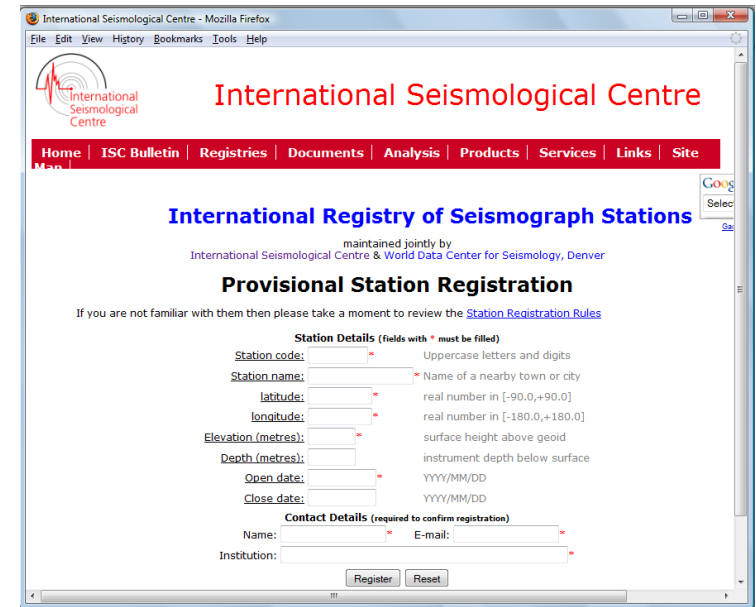 International Seismological Centre - Mozilla Firefox
File Edit View History Bookmarks Tools Help
International
Seismological
Centre
International Seismological Centre
Home | ISC Bulletin | Registries | Documents | Analysis | Products | Services | Links | Site
Map |
Goog
Selec
International Registry of Seismograph Stations
maintained jointly by
International Seismological Centre & World Data Center for Seismology, Denver
Provisional Station Registration
If you are not familiar with them then please take a moment to review the Station Registration Rules
Station Details (fields with * must be filled)
Station code: * Uppercase letters and digits
Station name: * Name of a nearby town or city
latitude: * real number in [-90.0,+90.0]
longitude: * real number in [-180.0,+180.0]
Elevation (metres): * surface height above geoid
Depth (metres): instrument depth below surface
Open date: * YYYY/MM/DD
Close date: YYYY/MM/DD
Contact Details (required to confirm registration)
Name: * E-mail: *
Institution: *
Register Reset